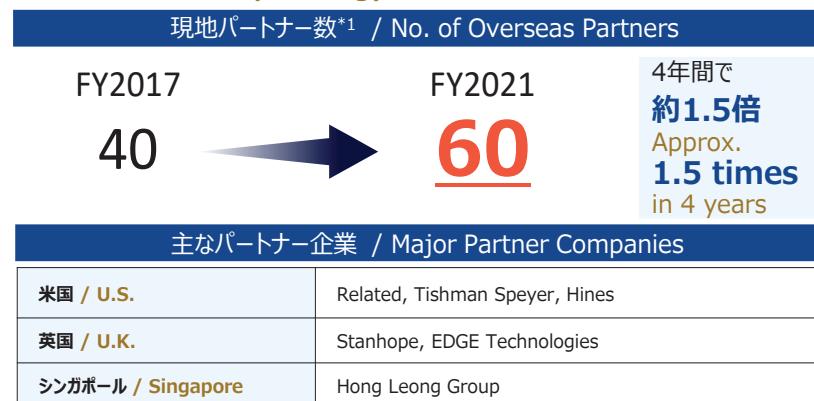 現地パートナー数*1 / No. of Overseas Partners
FY2017
FY2021
40
60
4年間で
約1.5倍
Approx.
1.5 times
in 4 years
主なパートナー企業 / Major Partner Companies
米国 / U.S.
Related, Tishman Speyer, Hines
英国 / U.K.
Stanhope, EDGE Technologies
シンガポール / Singapore
Hong Leong Group